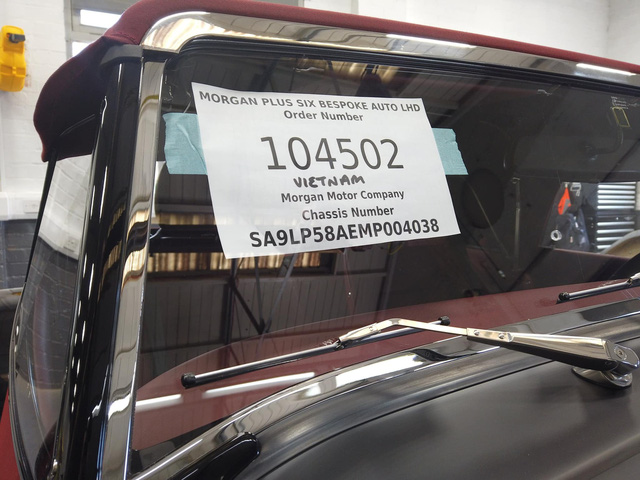 MORGAN PLUS SIX BESPOKE AUTO LHD
Order Number
104502
VIETNAM
Morgan Motor Company
Chassis Number
SA9LP58AEMP004038